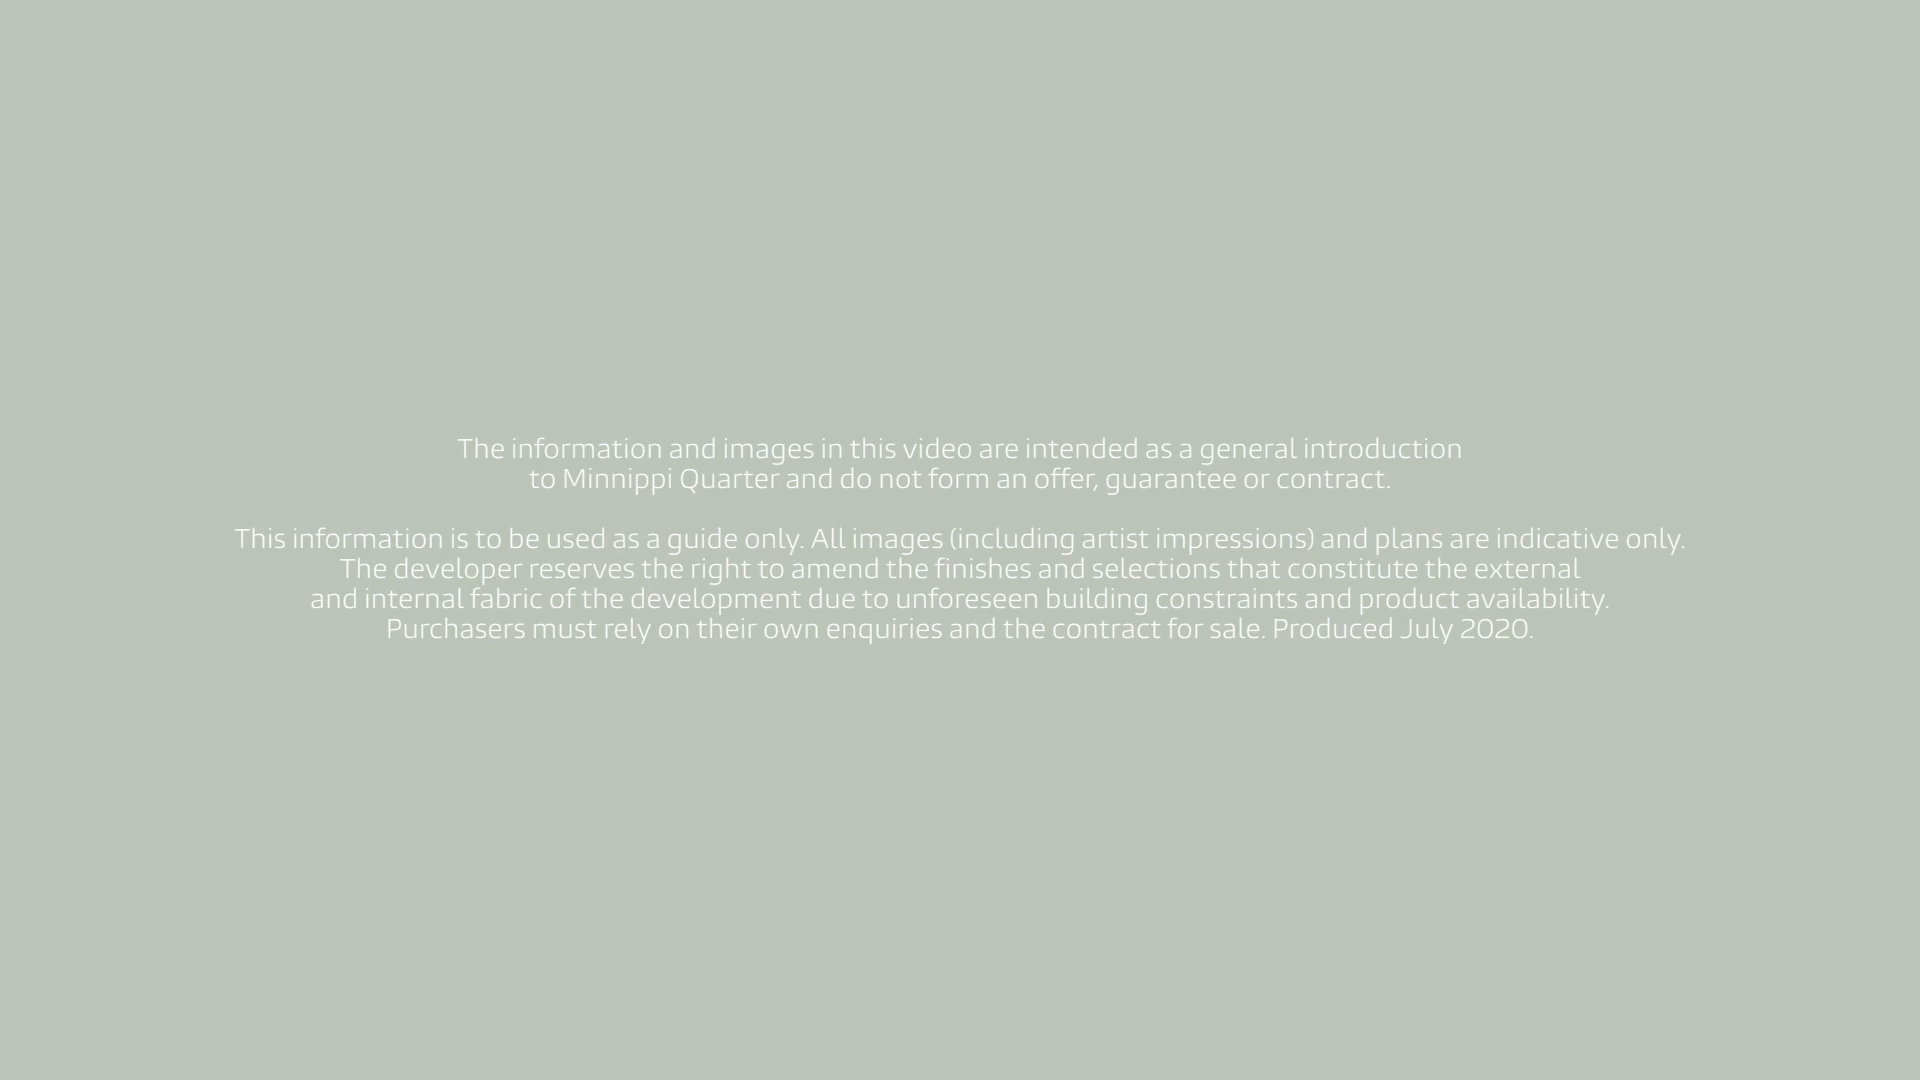 The information and images in this video are intended as a general introduction
to Minnippi Quarter and do not form an offer, guarantee or contract.
This information is to be used as a guide only. All images (including artist impressions) and plans are indicative only.
The developer reserves the right to amend the finishes and selections that constitute the external
and internal fabric of the development due to unforeseen building constraints and product availability.
Purchasers must rely on their own enquiries and the contract for sale. Produced July 2020.